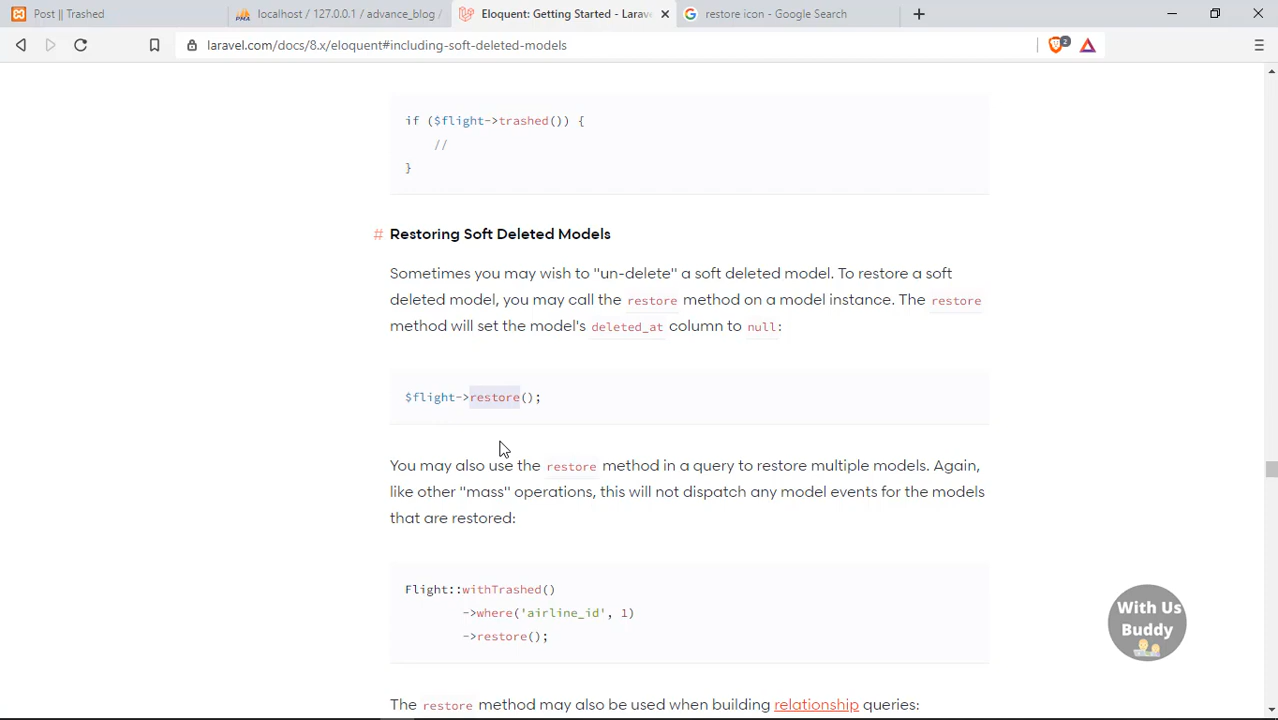 Post || Trashed
localhost / 127.0.0.1 / advance_blog /
Eloquent: Getting Started - Larave
restore icon - Google Search
laravel.com/docs/8.x/eloquent#including-soft-deleted-models
2
if ($flight->trashed()) {
//
}
# Restoring Soft Deleted Models
Sometimes you may wish to "un-delete" a soft deleted model. To restore a soft
deleted model, you may call the restore method on a model instance. The restore
method will set the model's deleted_at column to null:
$flight->restore();
You may also use the restore method in a query to restore multiple models. Again,
like other "mass" operations, this will not dispatch any model events for the models
that are restored:
Flight::withTrashed()
->where('airline_id', 1)
->restore();
With Us
Buddy
The restore method may also be used when building relationship queries: